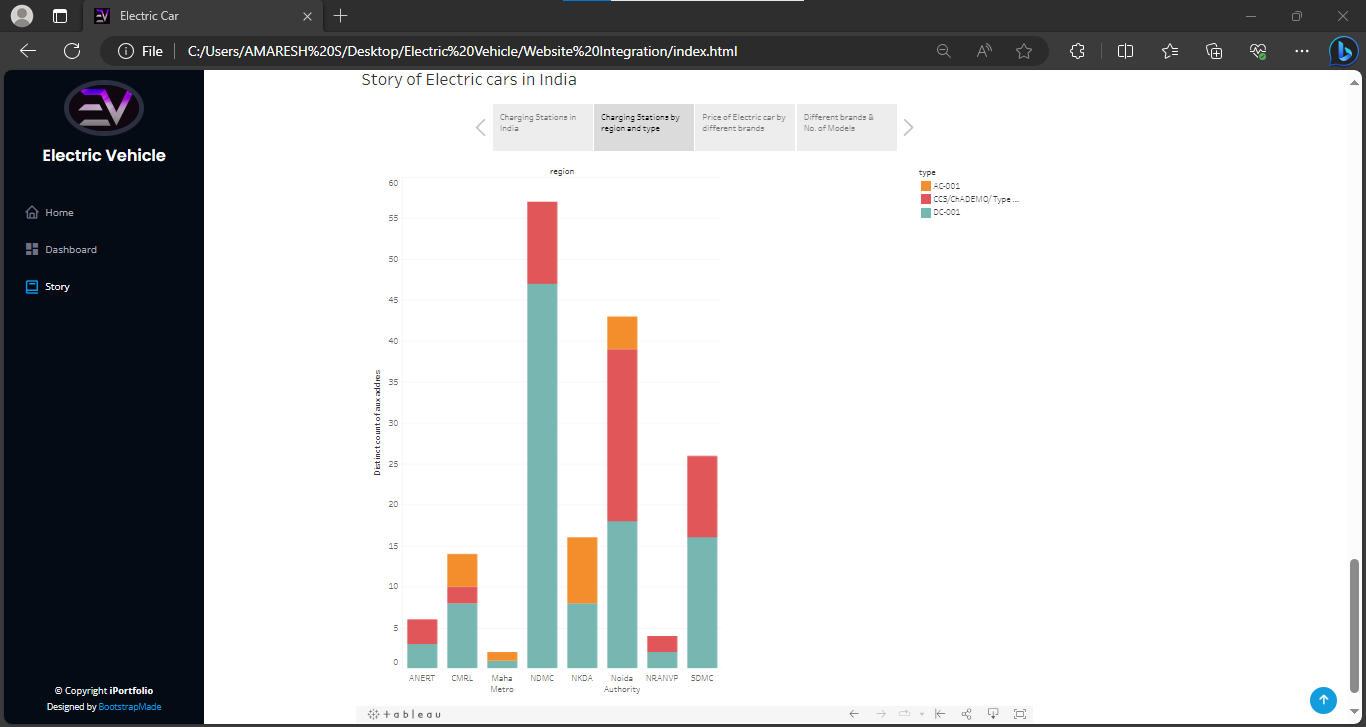 Electric Car
File
C:/Users/AMARESH%20S/Desktop/Electric%20Vehicle/Website%20Integration/index.html
EV
Electric Vehicle
Home
Dashboard
Story
© Copyright iPortfolio
Designed by BootstrapMade
Story of Electric cars in India
Charging Stations in
India
Charging Stations by
region and type
Price of Electric car by
different brands
Different brands &
No. of Models
region
60
55
50
45
40
35
30
25
20
15
10
5
0
Distinct count of aux addres
ANERT
CMRL
Maha
Metro
NDMC
NKDA
Noida
Authority
NRANVP
SDMC
type
AC-001
CCS/CHADEMO/ Type ...
DC-001
+ a b l e a u